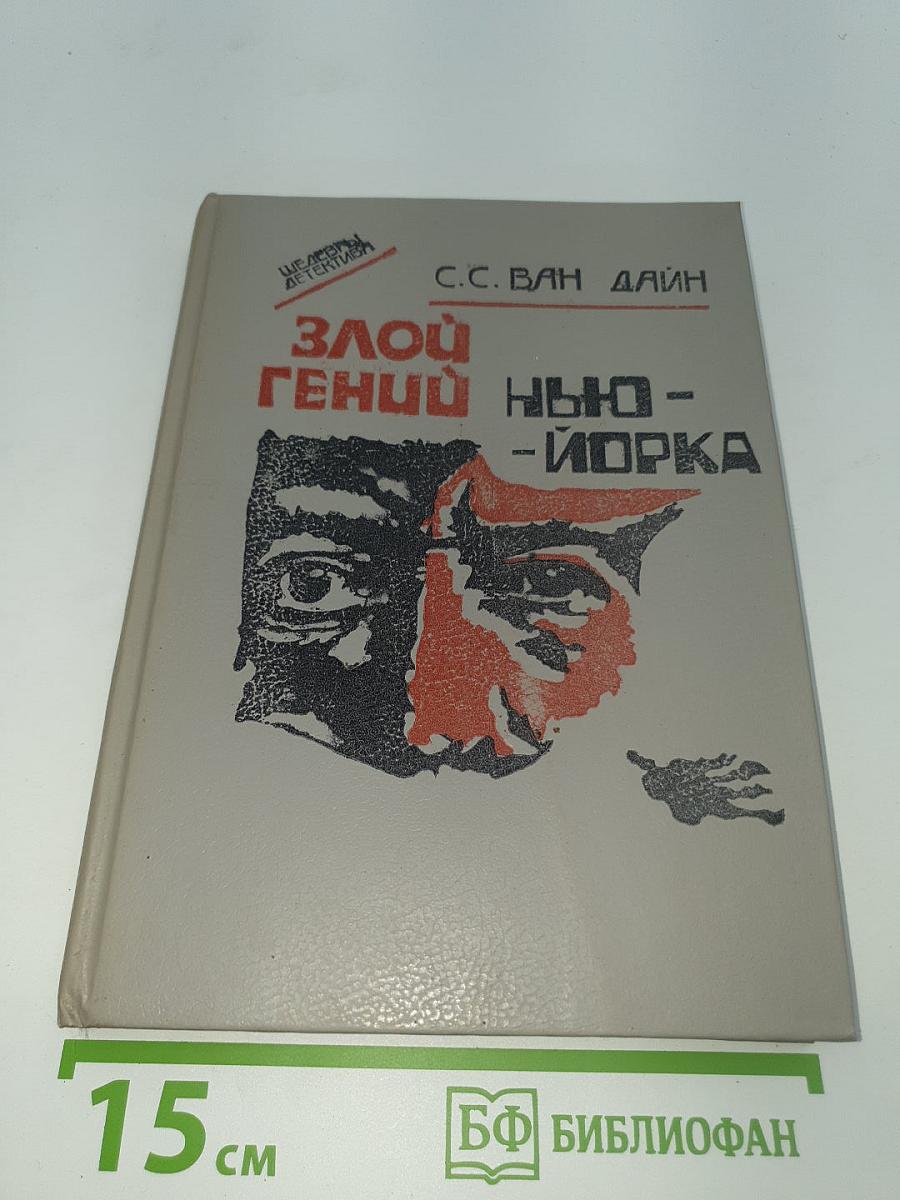 ШЕДЕВРЫ
ДЕТЕКТИВА
С.С. ВАН ДАЙН
ЗЛОЙ
ГЕНИЙ
НЬЮ-
-ЙОРКА
15 см
БФ БИБЛИОФАН